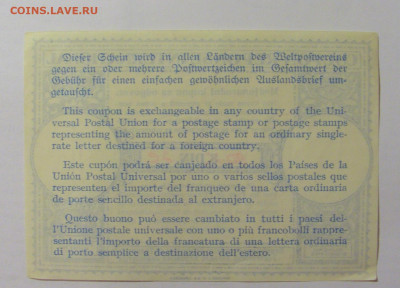 COINS.LAVE.RU
Dieser Schein wird in allen Ländern des Weltpostvereins
gegen ein oder mehrere Postwertzeichen im Gesamtwert der
Gebühr für einen einfachen gewöhnlichen Auslandsbrief um-
getauscht.
This coupon is exchangeable in any country of the Uni-
versal Postal Union for a postage stamp or postage stamps
representing the amount of postage for an ordinary single-
rate letter destined for a foreign country.
Este cupón podrá ser canjeado en todos los Países de la
Unión Postal Universal por uno o varios sellos postales que
representen el importe del franqueo de una carta ordinaria
de porte sencillo destinada al extranjero.
Questo buono può essere cambiato in tutti i paesi del-
l'Unione postale universale con uno o più francobolli rappre-
sentanti l'importo della francatura di una lettera ordinaria
di porto semplice a destinazione dell'estero.